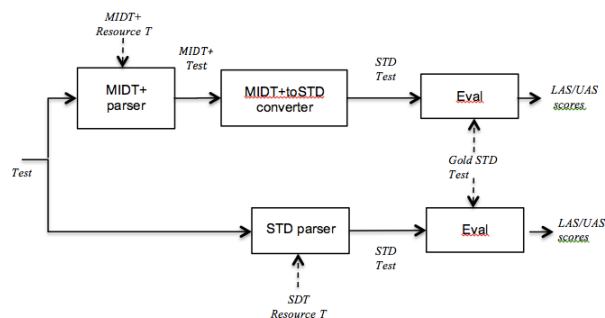 MIDT+
Resource T
MIDT+
Test
STD
Test
MIDT+
parser
MIDT+toSTD
converter
Eval
LAS/UAS
scores
Test
Gold STD
Test
STD parser
STD
Test
Eval
LAS/UAS
scores
SDT
Resource T